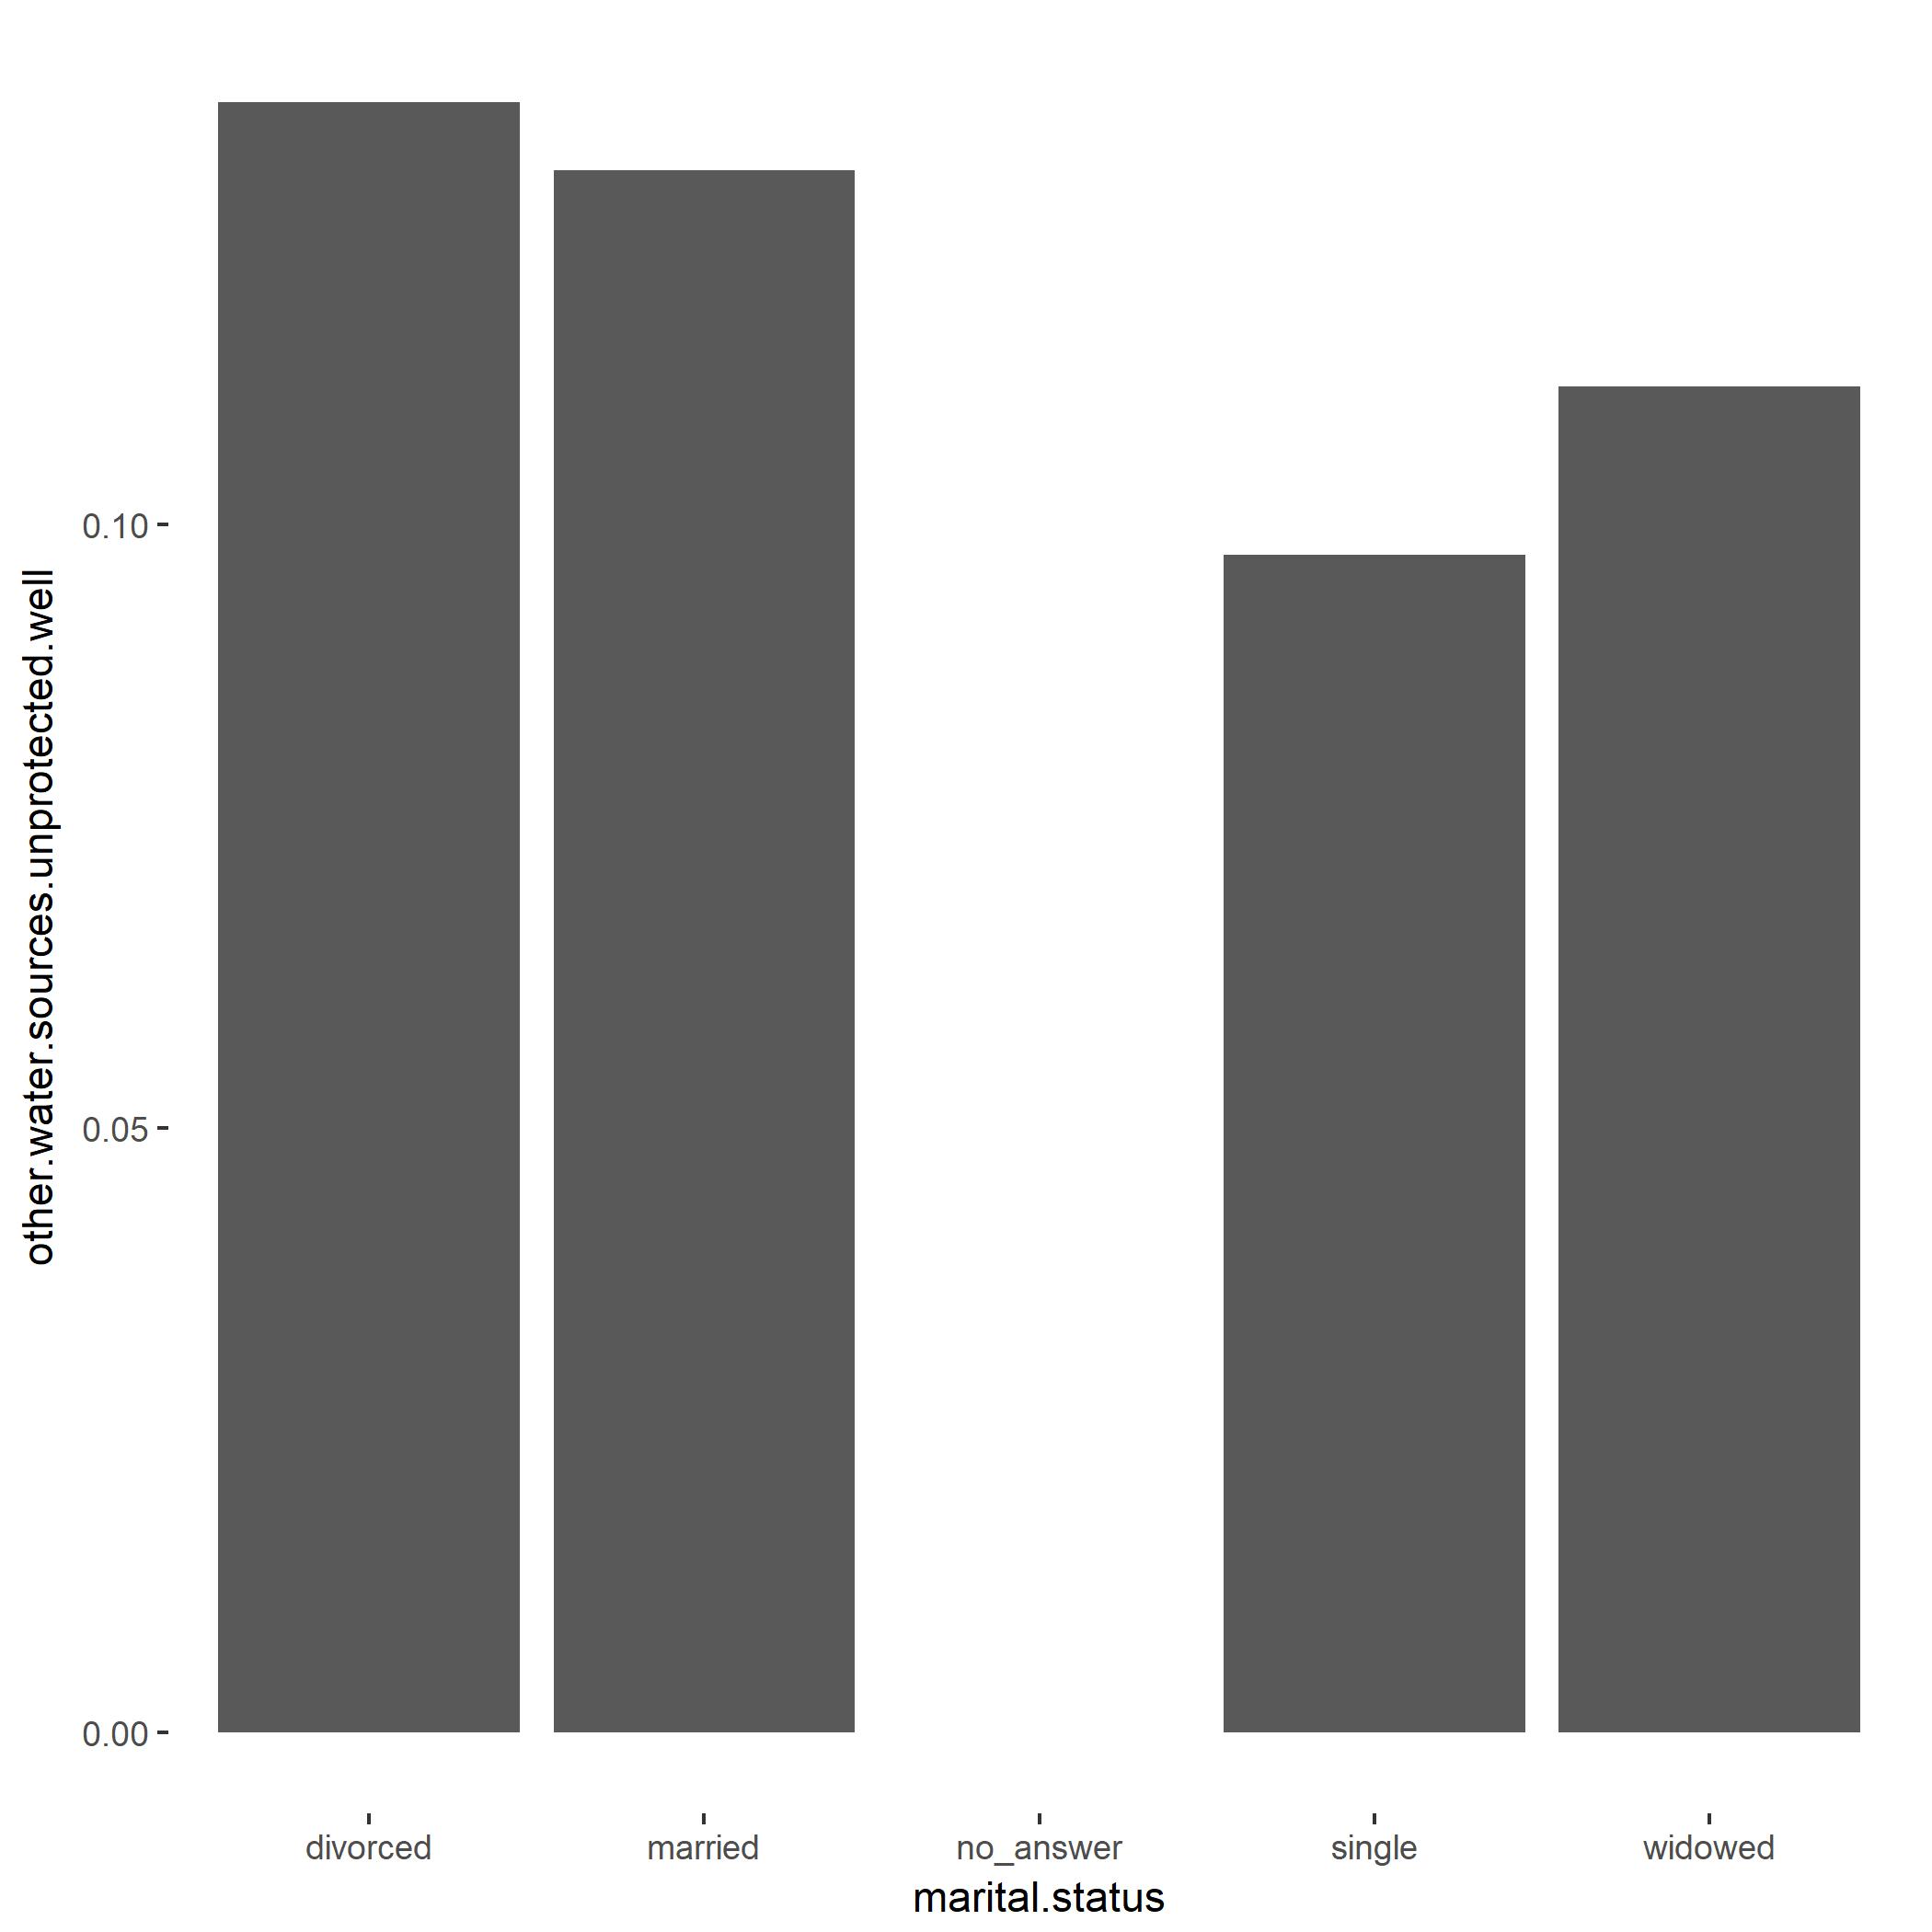 other.water.sources.unprotected.well
0.10
0.05
0.00
divorced
married
no_answer
single
widowed
marital.status